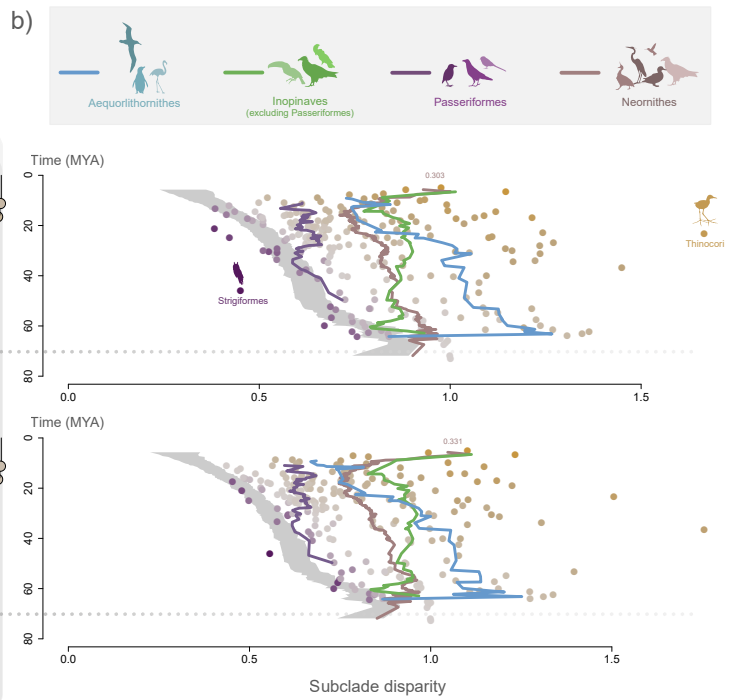 b)
Aequorlithornithes
Inopinaves
(excluding Passeriformes)
Passeriformes
Neornithes
Time (MYA)
0
20
40
60
80
0.303
Strigiformes
Thinocori
0.0
0.5
1.0
1.5
Time (MYA)
0
20
40
60
80
0.331
0.0
0.5
1.0
1.5
Subclade disparity